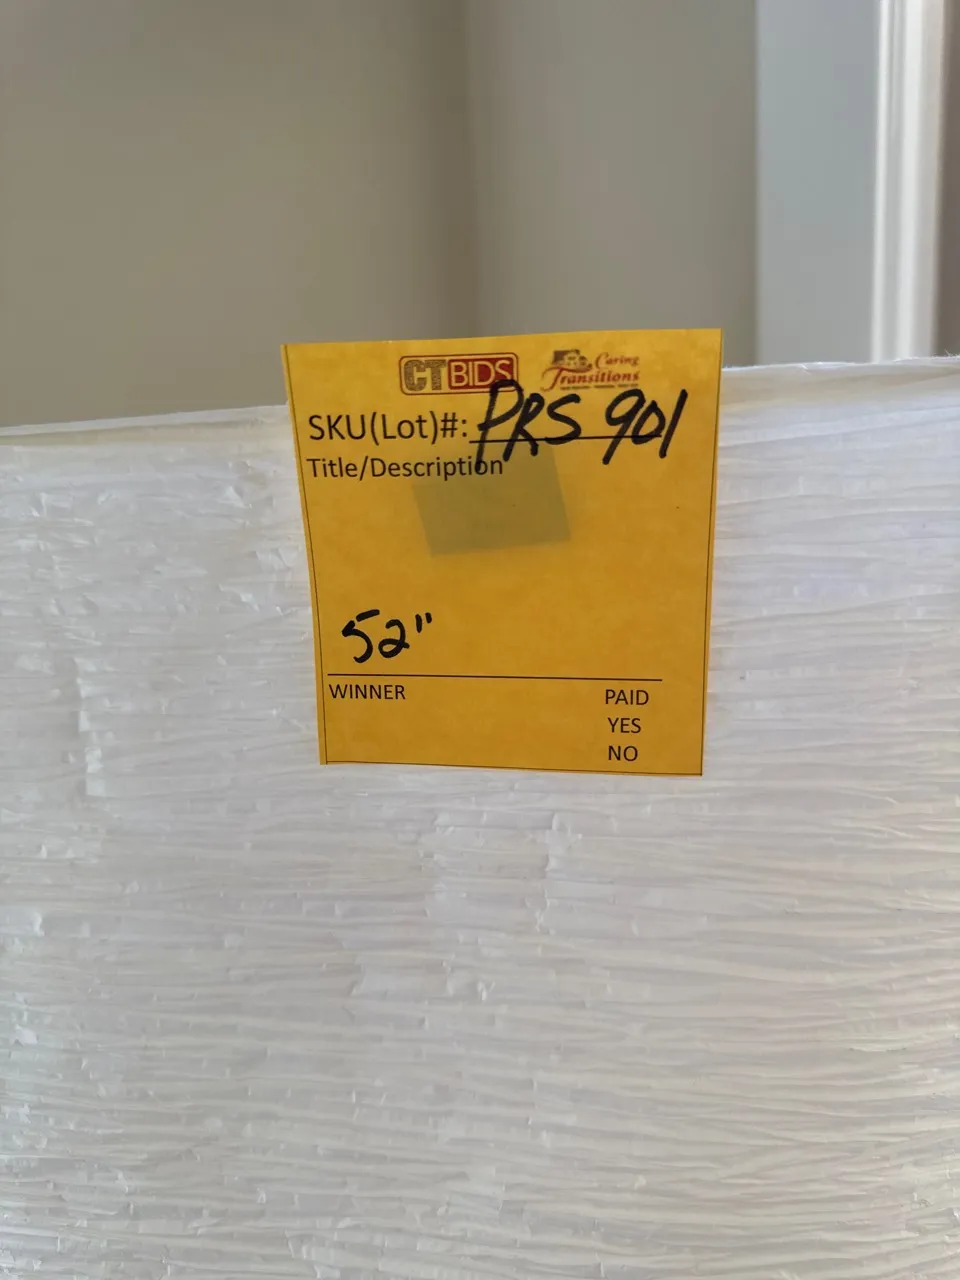 CTBIDS Caring
Transitions
SKU(Lot)#: PRS 901
Title/Description
52"
WINNER PAID
YES
NO